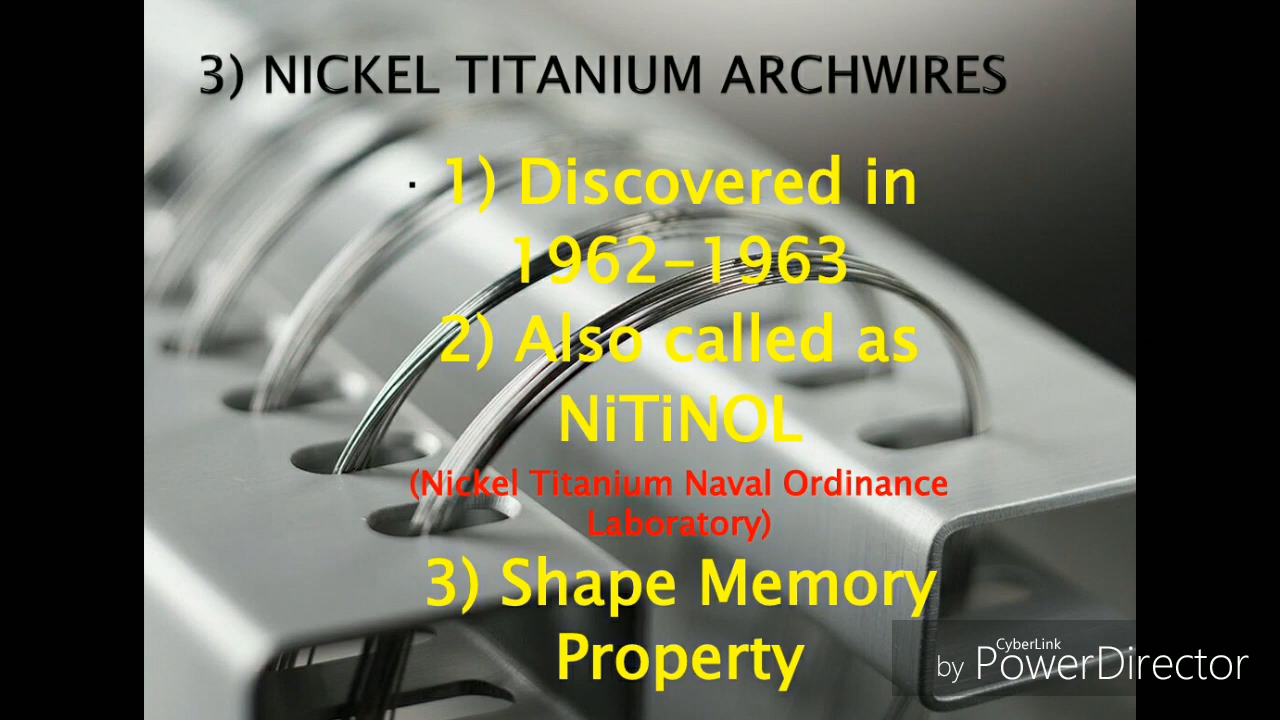 3) NICKEL TITANIUM ARCHWIRES
▪ 1) Discovered in
1962-1963
2) Also called as
NiTiNOL
(Nickel Titanium Naval Ordinance
Laboratory)
3) Shape Memory
Property
by CyberLink PowerDirector